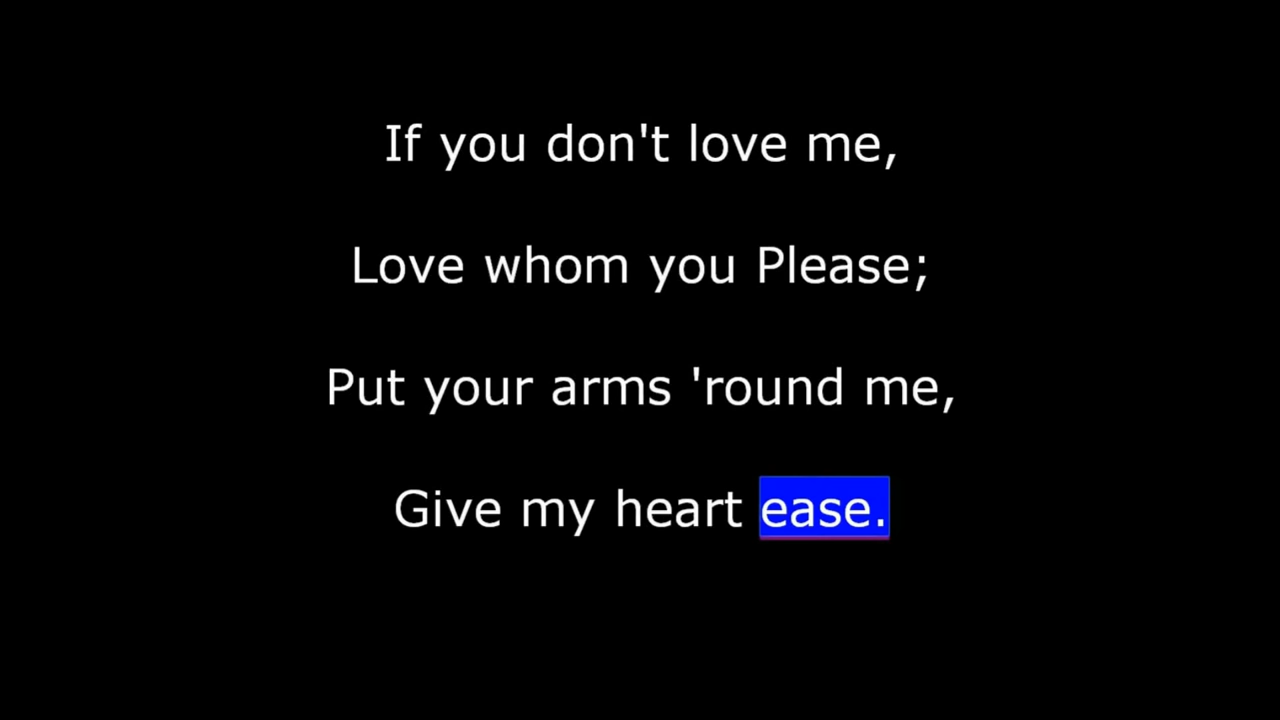 If you don't love me,
Love whom you Please;
Put your arms 'round me,
Give my heart ease.